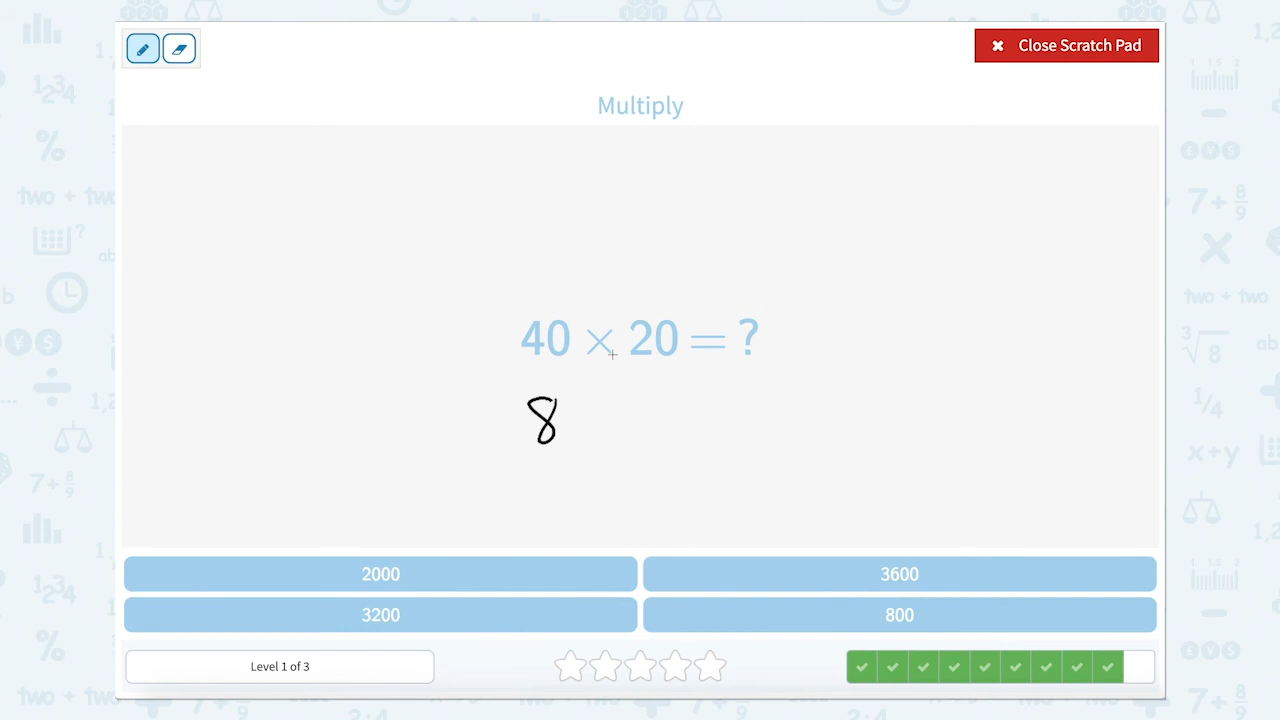 ✖ Close Scratch Pad
Multiply
40 × 20 = ?
8
2000
3600
3200
800
Level 1 of 3